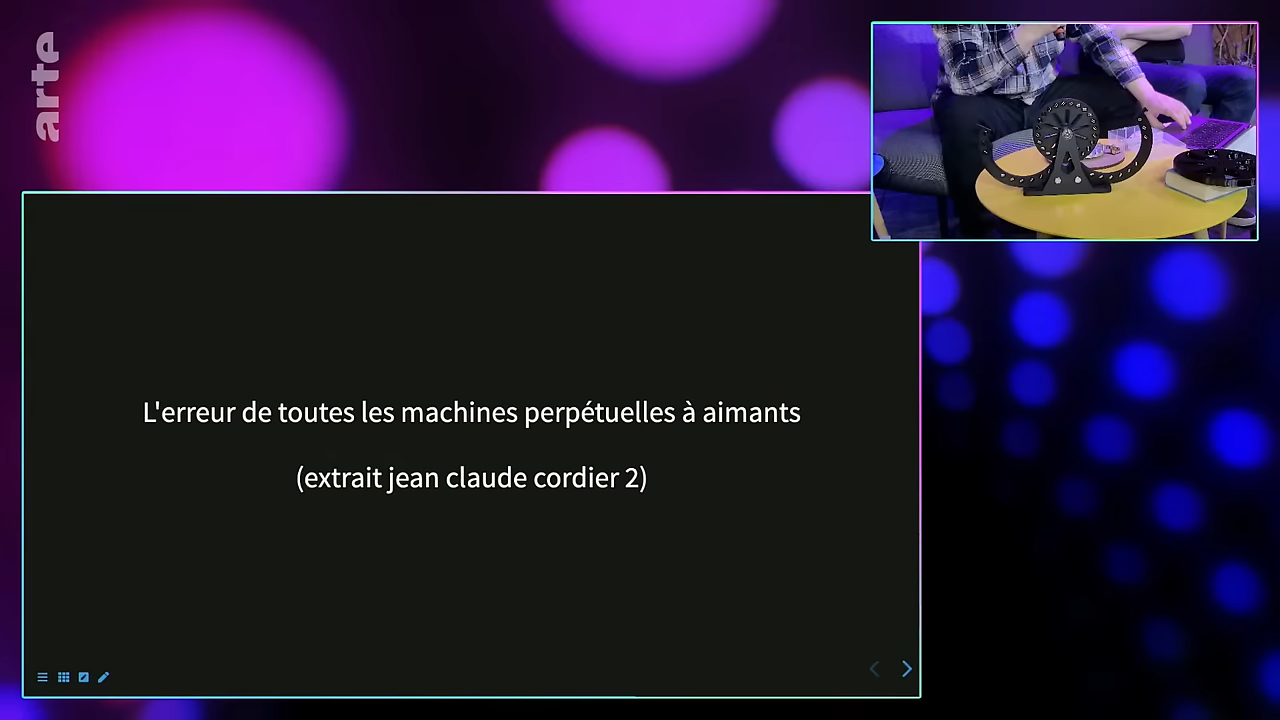 arte
L'erreur de toutes les machines perpétuelles à aimants
(extrait jean claude cordier 2)